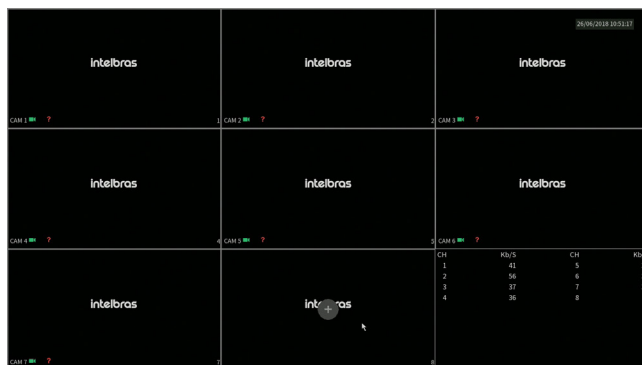 26/06/2018 10:51:17
intelbras
intelbras
intelbras
CAM 1 ? 1
CAM 2 ? 2
CAM 3 ?
intelbras
intelbras
intelbras
CAM 4 ? 4
CAM 5 ? 5
CAM 6 ?
CH Kb/S CH Kb
1 41 5
2 56 6
3 37 7
4 36 8
intelbras
intelbras
+
CAM 7 ? 7
8